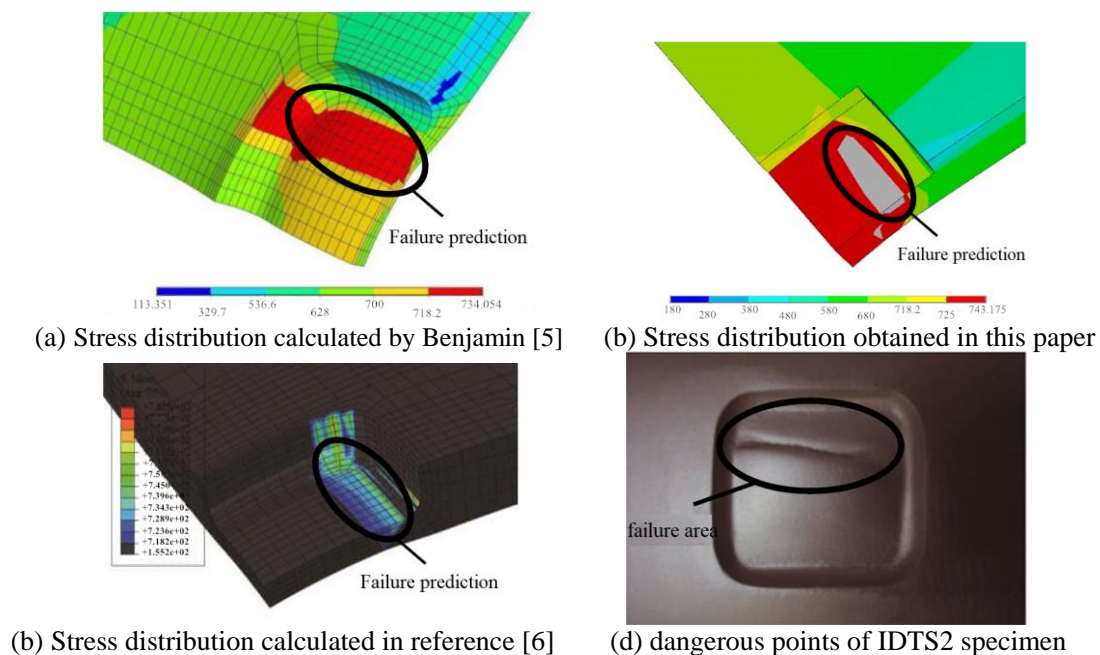 Failure prediction
113.351 536.6 700 734.054
329.7 628 718.2
Failure prediction
180 380 580 718.2 743.175
280 480 680 725
(a) Stress distribution calculated by Benjamin [5]
(b) Stress distribution obtained in this paper
+7.450
+7.396e+02
+7.343e+02
+7.289e+02
+7.236e+02
+7.182e+02
+1.552e+02
Failure prediction
failure area
(b) Stress distribution calculated in reference [6]
(d) dangerous points of IDTS2 specimen